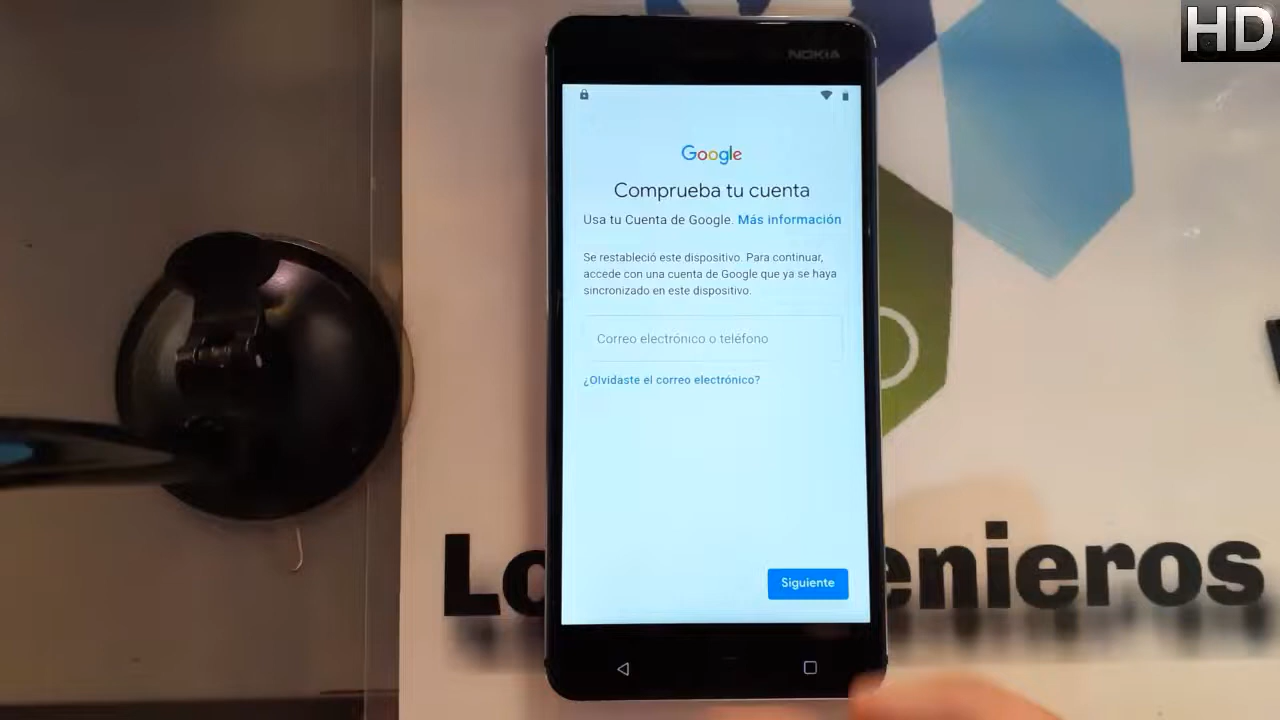 HD
NOKIA
Google
Comprueba tu cuenta
Usa tu Cuenta de Google. Más información
Se restableció este dispositivo. Para continuar,
accede con una cuenta de Google que ya se haya
sincronizado en este dispositivo.
Correo electrónico o teléfono
¿Olvidaste el correo electrónico?
Siguiente
Lo enieros